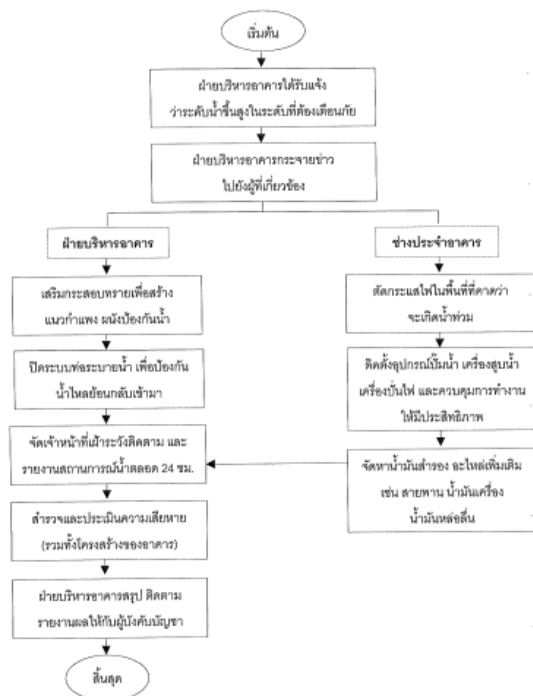 เริ่มต้น
ฝ่ายบริหารอาคารได้รับแจ้ง
ว่าระดับน้ำขึ้นสูงในระดับที่ต้องเตือนภัย
ฝ่ายบริหารอาคารกระจายข่าว
ไปยังผู้ที่เกี่ยวข้อง
ฝ่ายบริหารอาคาร
เสริมกระสอบทรายเพื่อสร้าง
แนวกำแพง ผนังป้องกันน้ำ
ปิดระบบท่อระบายน้ำ เพื่อป้องกัน
น้ำไหลย้อนกลับเข้ามา
จัดเจ้าหน้าที่เฝ้าระวังติดตาม และ
รายงานสถานการณ์น้ำตลอด 24 ชม.
สำรวจและประเมินความเสียหาย
(รวมทั้งโครงสร้างของอาคาร)
ฝ่ายบริหารอาคารสรุป ติดตาม
รายงานผลให้กับผู้บังคับบัญชา
สิ้นสุด
ช่างประจำอาคาร
ตัดกระแสไฟในพื้นที่ที่คาดว่า
จะเกิดน้ำท่วม
ติดตั้งอุปกรณ์ปั๊มน้ำ เครื่องสูบน้ำ
เครื่องปั่นไฟ และควบคุมการทำงาน
ให้มีประสิทธิภาพ
จัดหาน้ำมันสำรอง อะไหล่เพิ่มเติม
เช่น สายพาน น้ำมันเครื่อง
น้ำมันหล่อลื่น